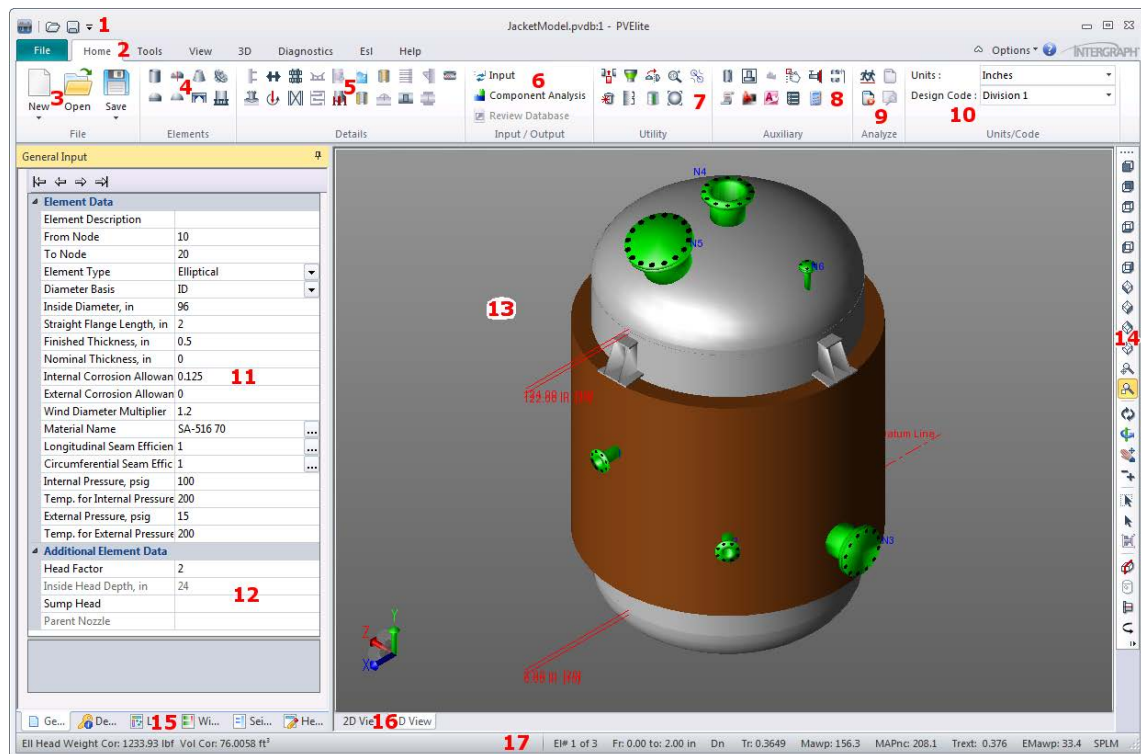 1
JacketModel.pvdb:1 - PVElite
File Home 2 Tools View 3D Diagnostics Esl Help
Options
INTERGRAPH
New 3 Open Save
File
4
Elements
5
Details
Input 6
Component Analysis
Review Database
Input / Output
7
Utility
8
Auxiliary
9
Analyze
Units : Inches
Design Code : Division 1
10
Units/Code
General Input
Element Data
Element Description
From Node 10
To Node 20
Element Type Elliptical
Diameter Basis ID
Inside Diameter, in 96
Straight Flange Length, in 2
Finished Thickness, in 0.5
Nominal Thickness, in 0
Internal Corrosion Allowan 0.125
11
External Corrosion Allowan 0
Wind Diameter Multiplier 1.2
Material Name SA-516 70 ...
Longitudinal Seam Efficien 1 ...
Circumferential Seam Effic 1 ...
Internal Pressure, psig 100
Temp. for Internal Pressure 200
External Pressure, psig 15
Temp. for External Pressure 200
Additional Element Data
Head Factor 2
Inside Head Depth, in 24
12
Sump Head
Parent Nozzle
N4
N5
N6
13
atum Line
N3
Y
Z
X
14
Ge... De... L 15 Wi... Sei... He...
2D Vie 16 D View
Ell Head Weight Cor: 1233.93 lbf Vol Cor: 76.0058 ft³ 17 El# 1 of 3 Fr: 0.00 to: 2.00 in Dn Tr: 0.3649 Mawp: 156.3 MAPnc: 208.1 Trext: 0.376 EMawp: 33.4 SPLM